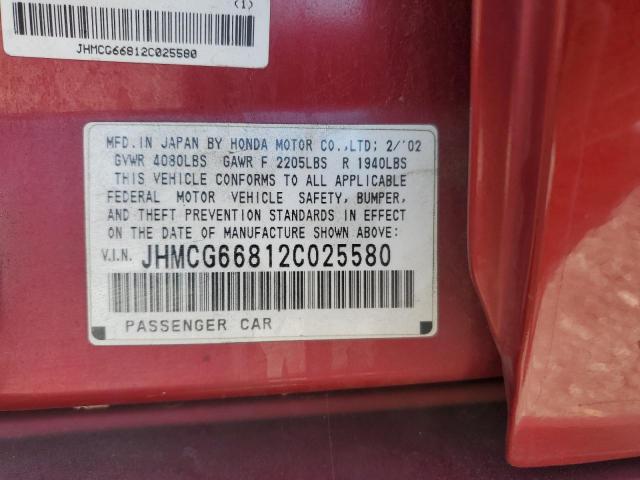 (1)
JHMCG66812C025580
MFD.IN JAPAN BY HONDA MOTOR CO.,LTD; 2/'02
GVWR 4080LBS GAWR F 2205LBS R 1940LBS
THIS VEHICLE CONFORMS TO ALL APPLICABLE
FEDERAL MOTOR VEHICLE SAFETY, BUMPER,
AND THEFT PREVENTION STANDARDS IN EFFECT
ON THE DATE OF MANUFACTURE SHOWN ABOVE:
V.I.N. JHMCG66812C025580
PASSENGER CAR